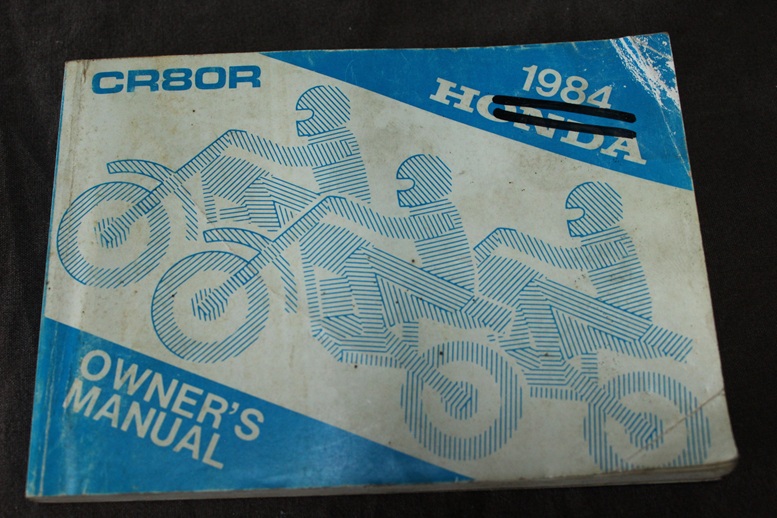 CR80R
1984
HONDA
OWNER'S
MANUAL